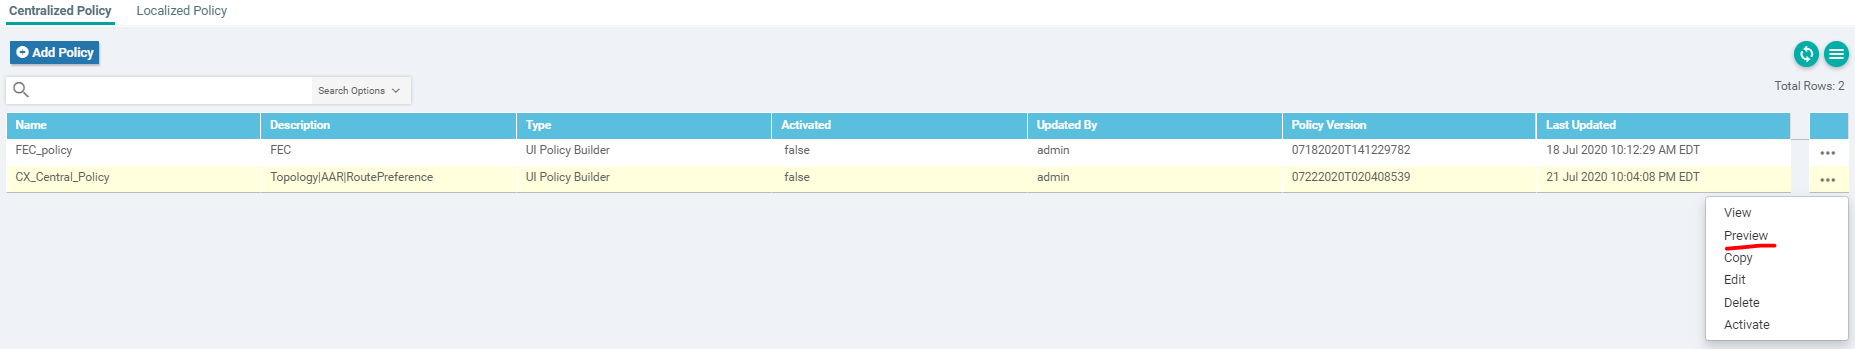 Centralized Policy Localized Policy
Add Policy
Search Options
Total Rows: 2
Name Description Type Activated Updated By Policy Version Last Updated
FEC_policy FEC UI Policy Builder false admin 07182020T141229782 18 Jul 2020 10:12:29 AM EDT
CX_Central_Policy Topology|AAR|RoutePreference UI Policy Builder false admin 07222020T020408539 21 Jul 2020 10:04:08 PM EDT
View
Preview
Copy
Edit
Delete
Activate